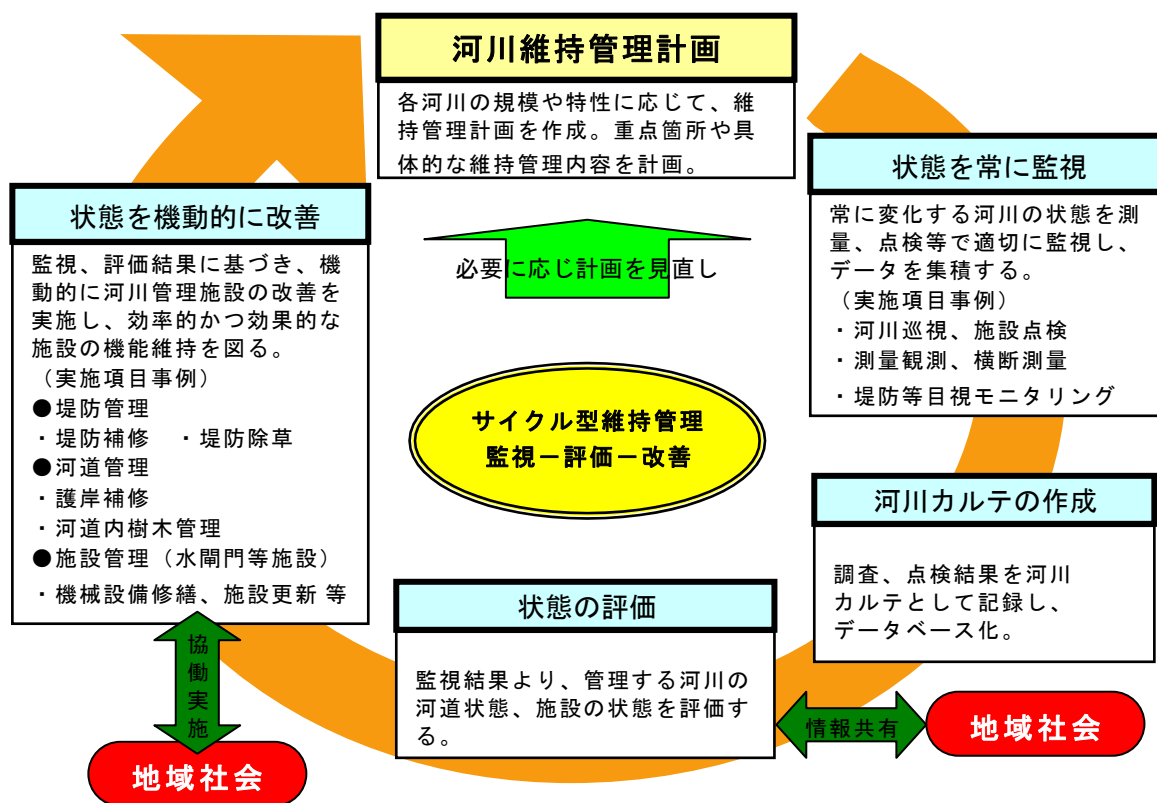 河川維持管理計画
各河川の規模や特性に応じて、維
持管理計画を作成。重点箇所や具
体的な維持管理内容を計画。
状態を常に監視
常に変化する河川の状態を測
量、点検等で適切に監視し、
データを集積する。
（実施項目事例）
・河川巡視、施設点検
・測量観測、横断測量
・堤防等目視モニタリング
河川カルテの作成
調査、点検結果を河川
カルテとして記録し、
データベース化。
状態の評価
監視結果より、管理する河川の
河道状態、施設の状態を評価す
る。
情報共有
地域社会
状態を機動的に改善
監視、評価結果に基づき、機
動的に河川管理施設の改善を
実施し、効率的かつ効果的な
施設の機能維持を図る。
（実施項目事例）
●堤防管理
・堤防補修　・堤防除草
●河道管理
・護岸補修
・河道内樹木管理
●施設管理（水閘門等施設）
・機械設備修繕、施設更新 等
協働実施
地域社会
必要に応じ計画を見直し
サイクル型維持管理
監視－評価－改善